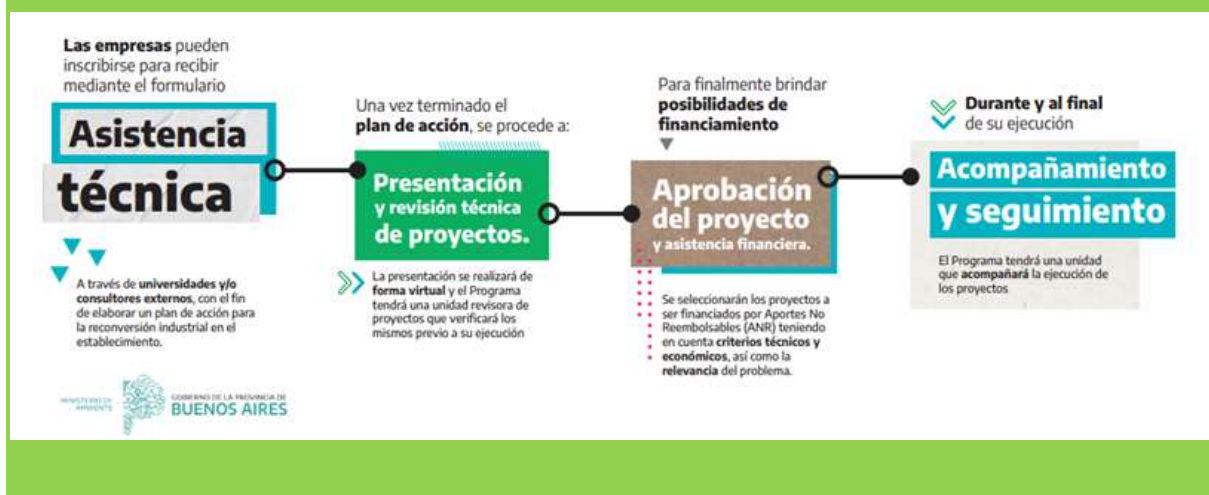 Las empresas pueden
inscribirse para recibir
mediante el formulario
Asistencia
técnica
A través de universidades y/o
consultores externos, con el fin
de elaborar un plan de acción para
la reconversión industrial en el
establecimiento.
Una vez terminado el
plan de acción, se procede a:
Presentación
y revisión técnica
de proyectos.
La presentación se realizará de
forma virtual y el Programa
tendrá una unidad revisora de
proyectos que verificará los
mismos previo a su ejecución
Para finalmente brindar
posibilidades de
financiamiento
Aprobación
del proyecto
y asistencia financiera.
Se seleccionarán los proyectos a
ser financiados por Aportes No
Reembolsables (ANR) teniendo
en cuenta criterios técnicos y
económicos, así como la
relevancia del problema.
Durante y al final
de su ejecución
Acompañamiento
y seguimiento
El Programa tendrá una unidad
que acompañará la ejecución de
los proyectos
MINISTERIO DE
AMBIENTE
GOBIERNO DE LA PROVINCIA DE
BUENOS AIRES